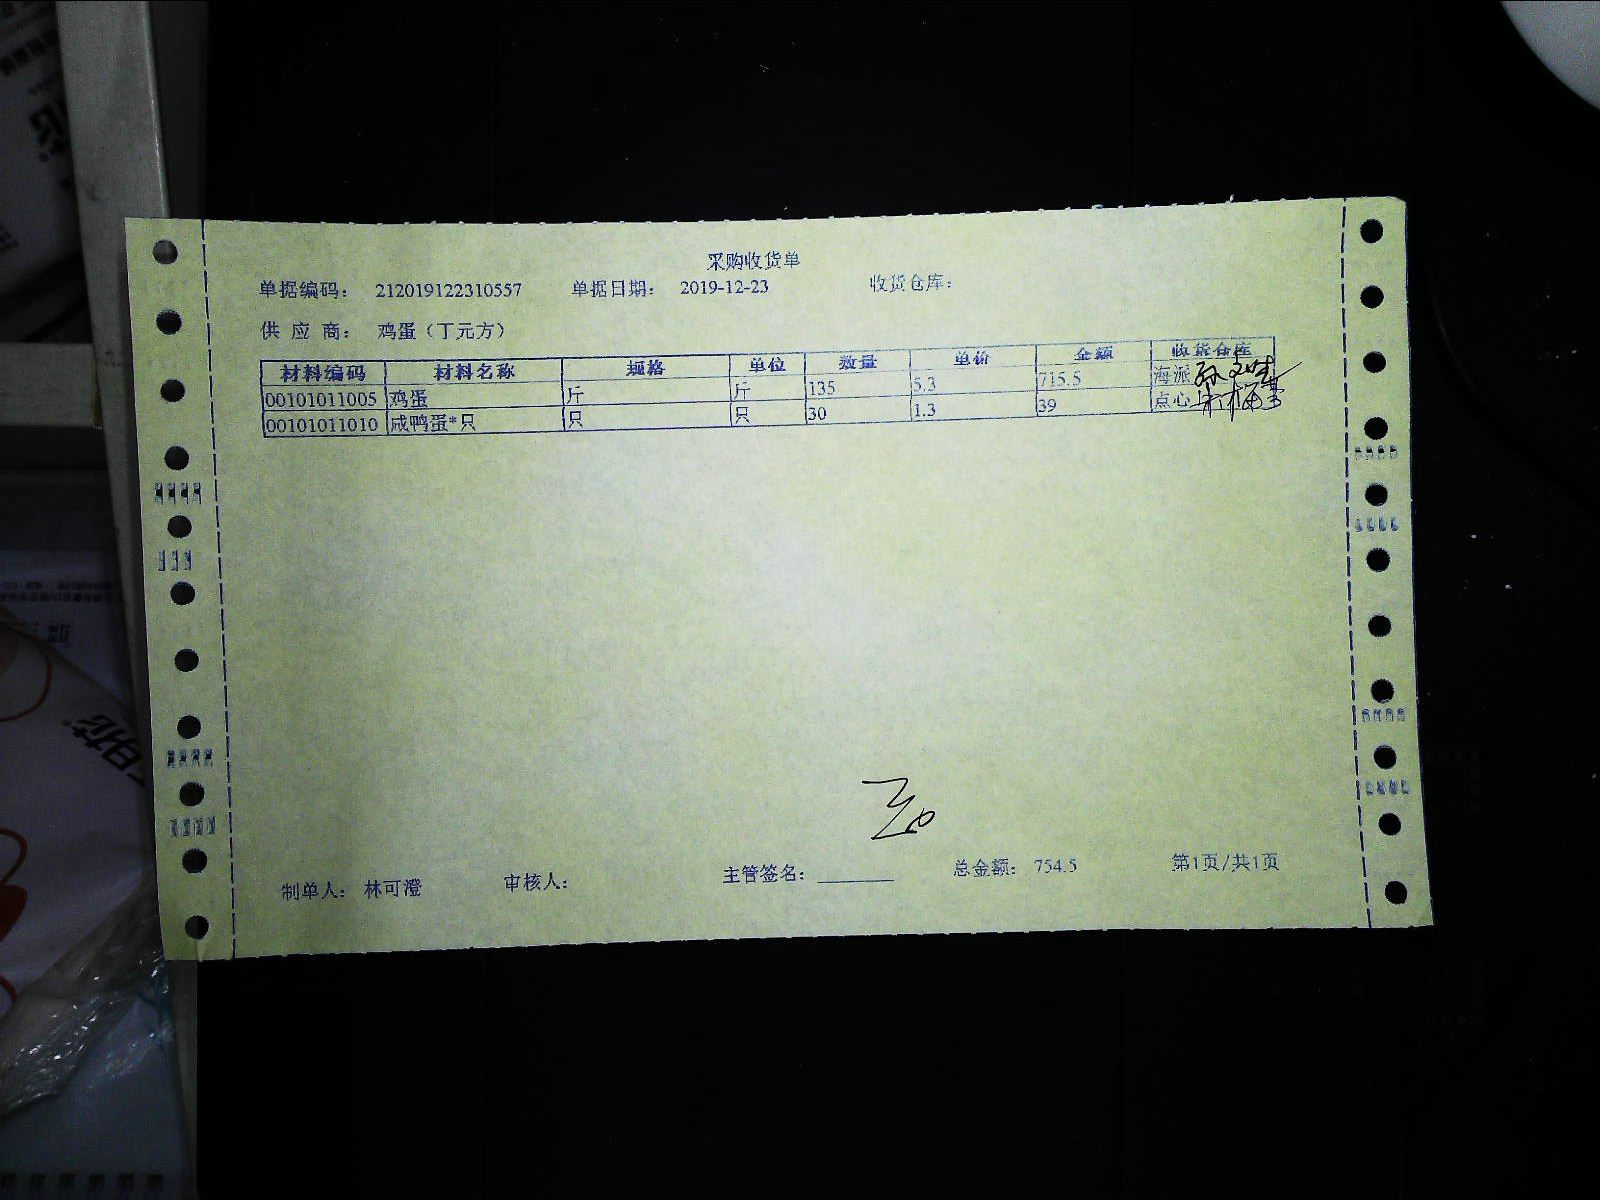 采购收货单
单据编码： 212019122310557 单据日期： 2019-12-23 收货仓库：
供 应 商： 鸡蛋（丁元方）
材料编码 材料名称 规格 单位 数量 单价 金额 收货仓库
00101011005 鸡蛋 斤 斤 135 5.3 715.5 海派
00101011010 咸鸭蛋*只 只 只 30 1.3 39 点心
制单人： 林可澄 审核人： 主管签名： 总金额： 754.5 第1页/共1页